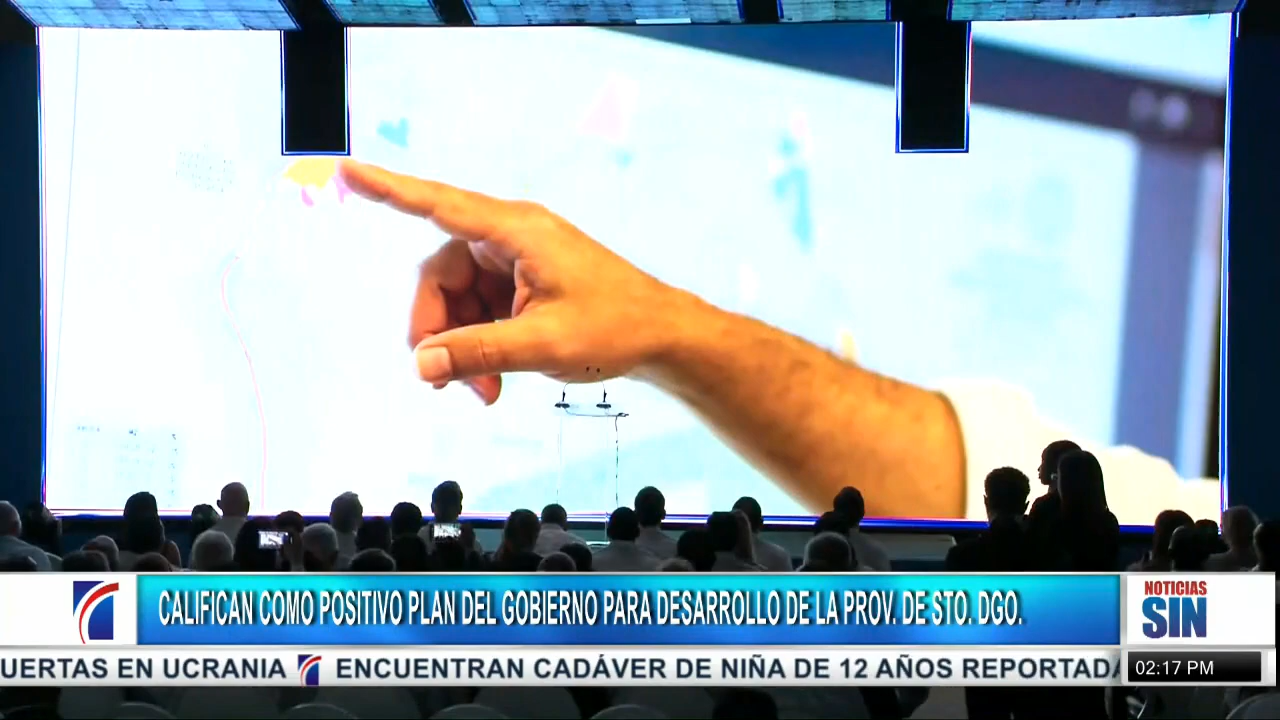 CALIFICAN COMO POSITIVO PLAN DEL GOBIERNO PARA DESARROLLO DE LA PROV. DE STO. DGO.
NOTICIAS
SIN
UERTAS EN UCRANIA ENCUENTRAN CADÁVER DE NIÑA DE 12 AÑOS REPORTADA
02:17 PM